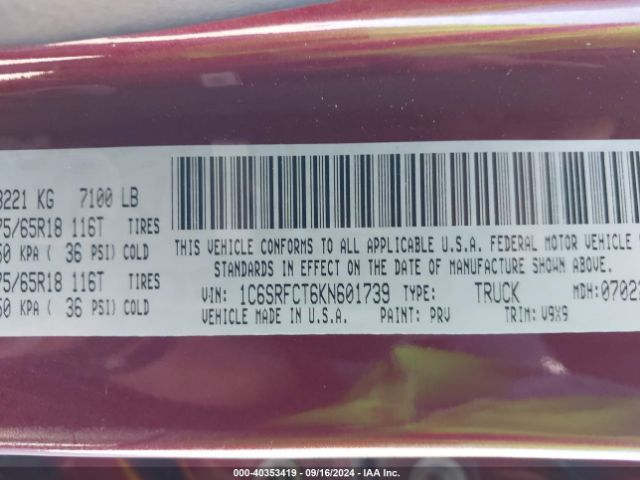 3221 KG 7100 LB
75/65R18 116T TIRES
50 KPA ( 36 PSI) COLD
75/65R18 116T TIRES
50 KPA ( 36 PSI) COLD
THIS VEHICLE CONFORMS TO ALL APPLICABLE U.S.A. FEDERAL MOTOR VEHICLE
STANDARDS IN EFFECT ON THE DATE OF MANUFACTURE SHOWN ABOVE.
VIN: 1C6SRFCT6KN601739 TYPE: TRUCK MDH: 0702
VEHICLE MADE IN U.S.A. PAINT: PRV TRIM: V9X9
000-40353419 - 09/16/2024 - IAA Inc.